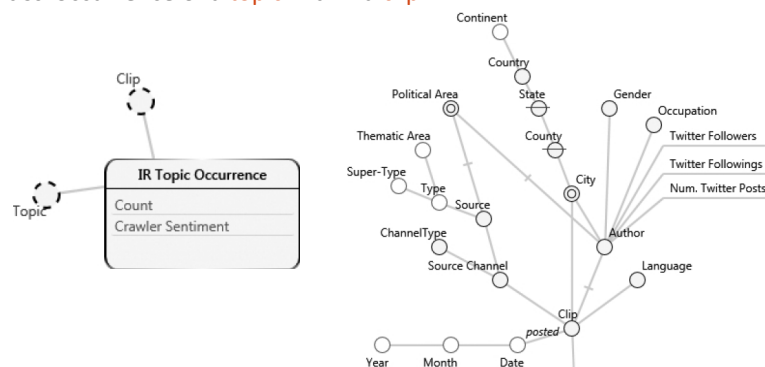 Clip
Topic
IR Topic Occurrence
Count
Crawler Sentiment
Continent
Country
Political Area
State
Gender
Occupation
Thematic Area
County
Twitter Followers
Super-Type
Type
Twitter Followings
City
Num. Twitter Posts
Source
ChannelType
Author
Source Channel
Language
Clip
posted
Year
Month
Date